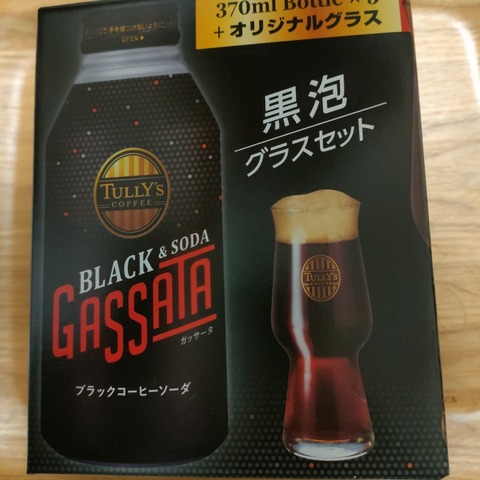 370ml Bottle ×
+ オリジナルグラス
黒泡
グラスセット
OPEN
TULLY'S
COFFEE
BLACK & SODA
GASSATA
ガッサータ
ブラックコーヒーソーダ
TULLY'S
COFFEE